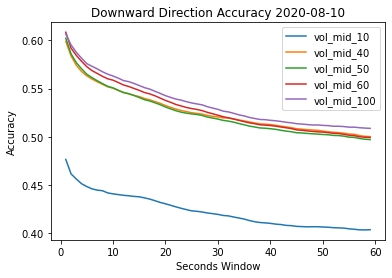 Downward Direction Accuracy 2020-08-10
vol_mid_10
vol_mid_40
vol_mid_50
vol_mid_60
vol_mid_100
Accuracy
0.60
0.55
0.50
0.45
0.40
0 10 20 30 40 50 60
Seconds Window